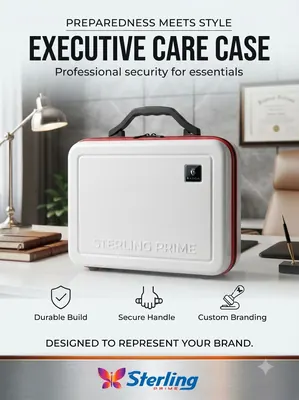 PREPAREDNESS MEETS STYLE
EXECUTIVE CARE CASE
Professional security for essentials
STERLING PRIME
Durable Build
Secure Handle
Custom Branding
DESIGNED TO REPRESENT YOUR BRAND.
Sterling
PRIME